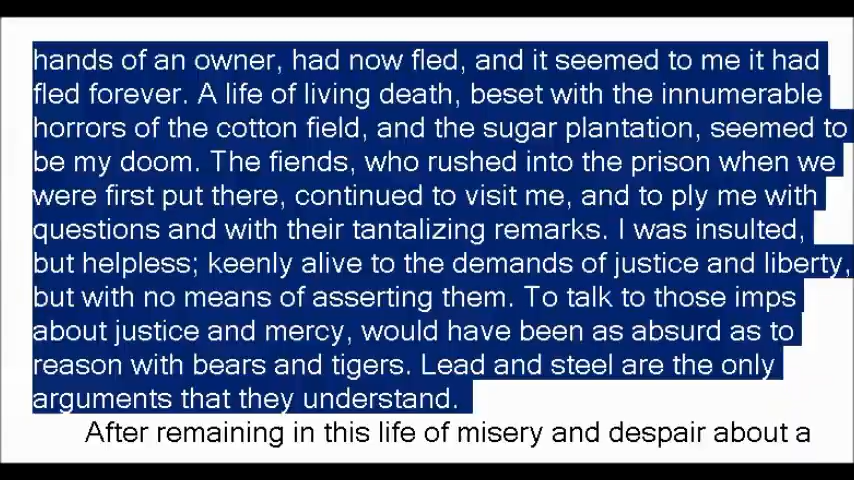 hands of an owner, had now fled, and it seemed to me it had
fled forever. A life of living death, beset with the innumerable
horrors of the cotton field, and the sugar plantation, seemed to
be my doom. The fiends, who rushed into the prison when we
were first put there, continued to visit me, and to ply me with
questions and with their tantalizing remarks. I was insulted,
but helpless; keenly alive to the demands of justice and liberty,
but with no means of asserting them. To talk to those imps
about justice and mercy, would have been as absurd as to
reason with bears and tigers. Lead and steel are the only
arguments that they understand.
After remaining in this life of misery and despair about a